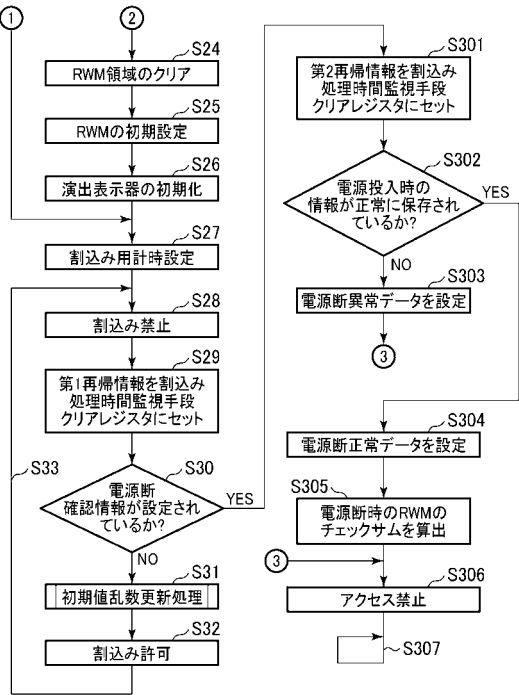 1
2
S24
RWM領域のクリア
S25
RWMの初期設定
S26
演出表示器の初期化
S27
割込み用計時設定
S28
割込み禁止
S29
第1再帰情報を割込み
処理時間監視手段
クリアレジスタにセット
S33
S30
電源断
確認情報が設定され
ているか?
YES
NO
S31
初期値乱数更新処理
S32
割込み許可
S301
第2再帰情報を割込み
処理時間監視手段
クリアレジスタにセット
S302
電源投入時の
情報が正常に保存され
ているか?
YES
NO
S303
電源断異常データを設定
3
S304
電源断正常データを設定
S305
電源断時のRWMの
チェックサムを算出
3
S306
アクセス禁止
S307